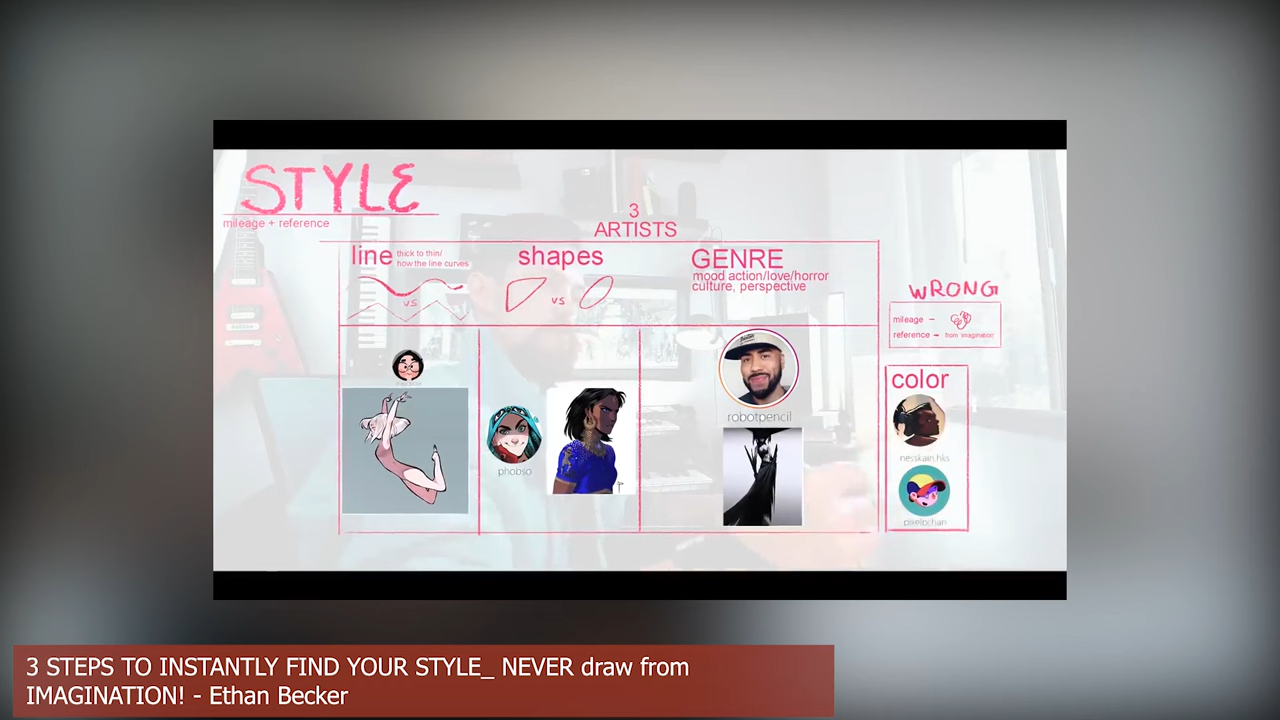 STYLE
mileage + reference
3
ARTISTS
line thick to thin/
how the line curves
vs
shapes
vs
GENRE
mood action/love/horror
culture, perspective
WRONG
mileage –
reference – from imagination
color
robotpencil
phobso
nesskain.hks
pixelpchan
3 STEPS TO INSTANTLY FIND YOUR STYLE_ NEVER draw from
IMAGINATION! - Ethan Becker